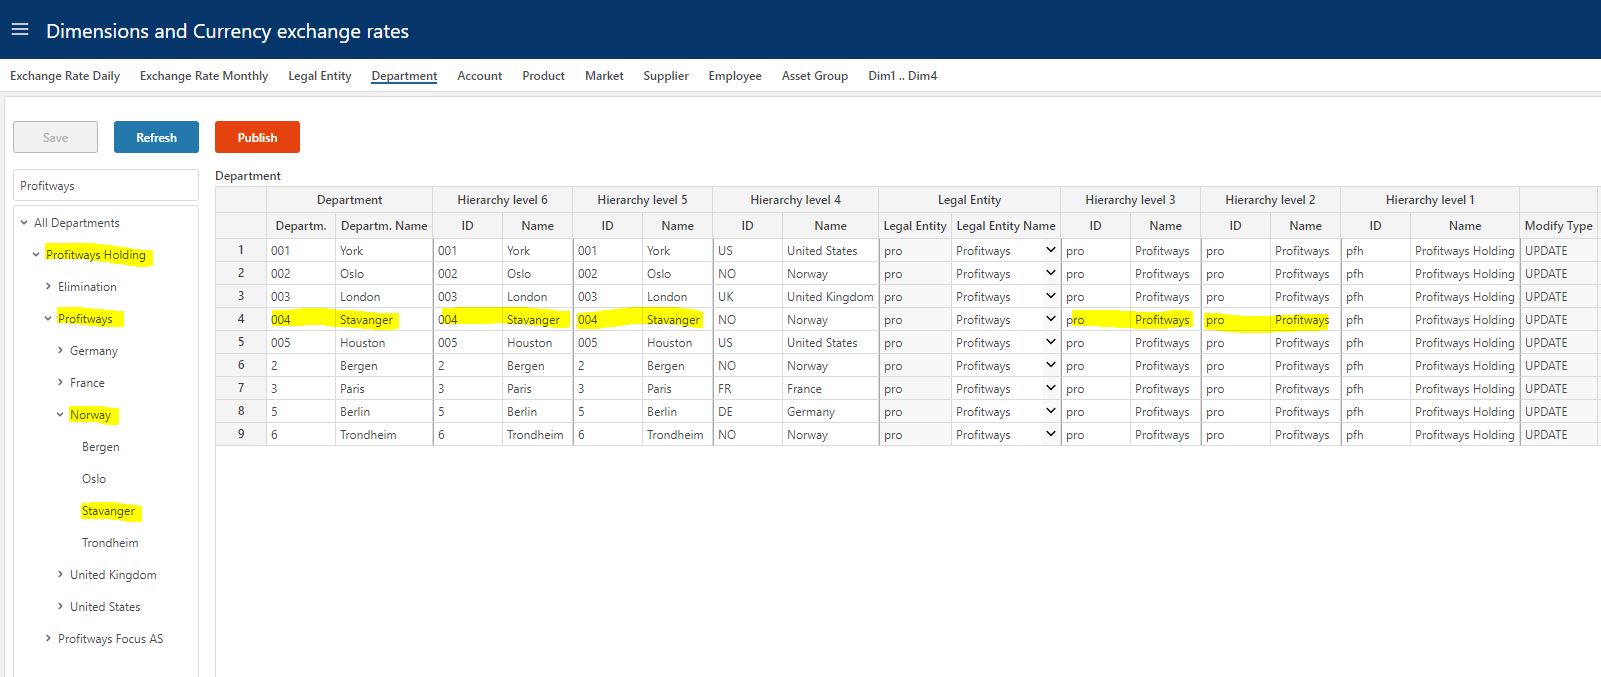 Dimensions and Currency exchange rates
Exchange Rate Daily Exchange Rate Monthly Legal Entity Department Account Product Market Supplier Employee Asset Group Dim1 .. Dim4
Save Refresh Publish
Profitways
All Departments
Profitways Holding
Elimination
Profitways
Germany
France
Norway
Bergen
Oslo
Stavanger
Trondheim
United Kingdom
United States
Profitways Focus AS
Department
Department Hierarchy level 6 Hierarchy level 5 Hierarchy level 4 Legal Entity Hierarchy level 3 Hierarchy level 2 Hierarchy level 1
Departm. Departm. Name ID Name ID Name ID Name Legal Entity Legal Entity Name ID Name ID Name ID Name Modify Type
1 001 York 001 York 001 York US United States pro Profitways pro Profitways pro Profitways pfh Profitways Holding UPDATE
2 002 Oslo 002 Oslo 002 Oslo NO Norway pro Profitways pro Profitways pro Profitways pfh Profitways Holding UPDATE
3 003 London 003 London 003 London UK United Kingdom pro Profitways pro Profitways pro Profitways pfh Profitways Holding UPDATE
4 004 Stavanger 004 Stavanger 004 Stavanger NO Norway pro Profitways pro Profitways pro Profitways pfh Profitways Holding UPDATE
5 005 Houston 005 Houston 005 Houston US United States pro Profitways pro Profitways pro Profitways pfh Profitways Holding UPDATE
6 2 Bergen 2 Bergen 2 Bergen NO Norway pro Profitways pro Profitways pro Profitways pfh Profitways Holding UPDATE
7 3 Paris 3 Paris 3 Paris FR France pro Profitways pro Profitways pro Profitways pfh Profitways Holding UPDATE
8 5 Berlin 5 Berlin 5 Berlin DE Germany pro Profitways pro Profitways pro Profitways pfh Profitways Holding UPDATE
9 6 Trondheim 6 Trondheim 6 Trondheim NO Norway pro Profitways pro Profitways pro Profitways pfh Profitways Holding UPDATE